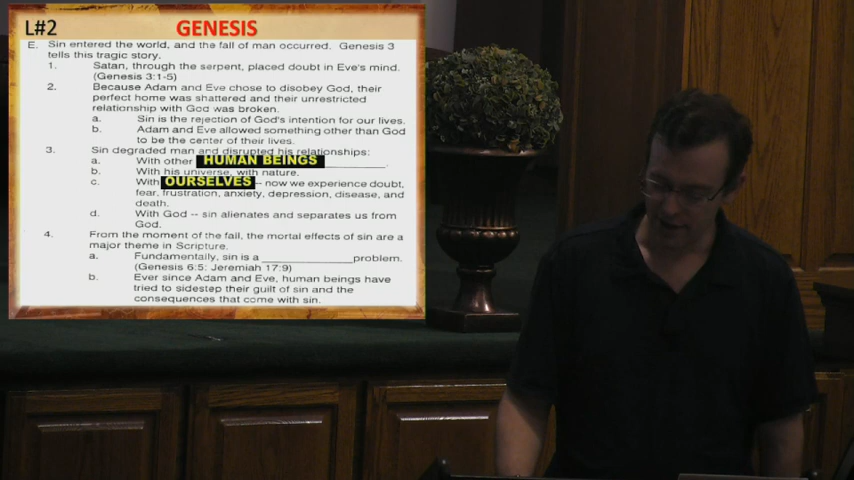 L#2
GENESIS
E. Sin entered the world, and the fall of man occurred. Genesis 3
tells this tragic story.
1. Satan, through the serpent, placed doubt in Eve's mind.
(Genesis 3:1-5)
2. Because Adam and Eve chose to disobey God, their
perfect home was shattered and their unrestricted
relationship with God was broken.
a. Sin is the rejection of God's intention for our lives.
b. Adam and Eve allowed something other than God
to be the center of their lives.
3. Sin degraded man and disrupted his relationships:
a. With other HUMAN BEINGS ________.
b. With his universe, with nature.
c. With OURSELVES -- now we experience doubt,
fear, frustration, anxiety, depression, disease, and
death.
d. With God -- sin alienates and separates us from
God.
4. From the moment of the fall, the mortal effects of sin are a
major theme in Scripture.
a. Fundamentally, sin is a ______________problem.
(Genesis 6:5; Jeremiah 17:9)
b. Ever since Adam and Eve, human beings have
tried to sidestep their guilt of sin and the
consequences that come with sin.